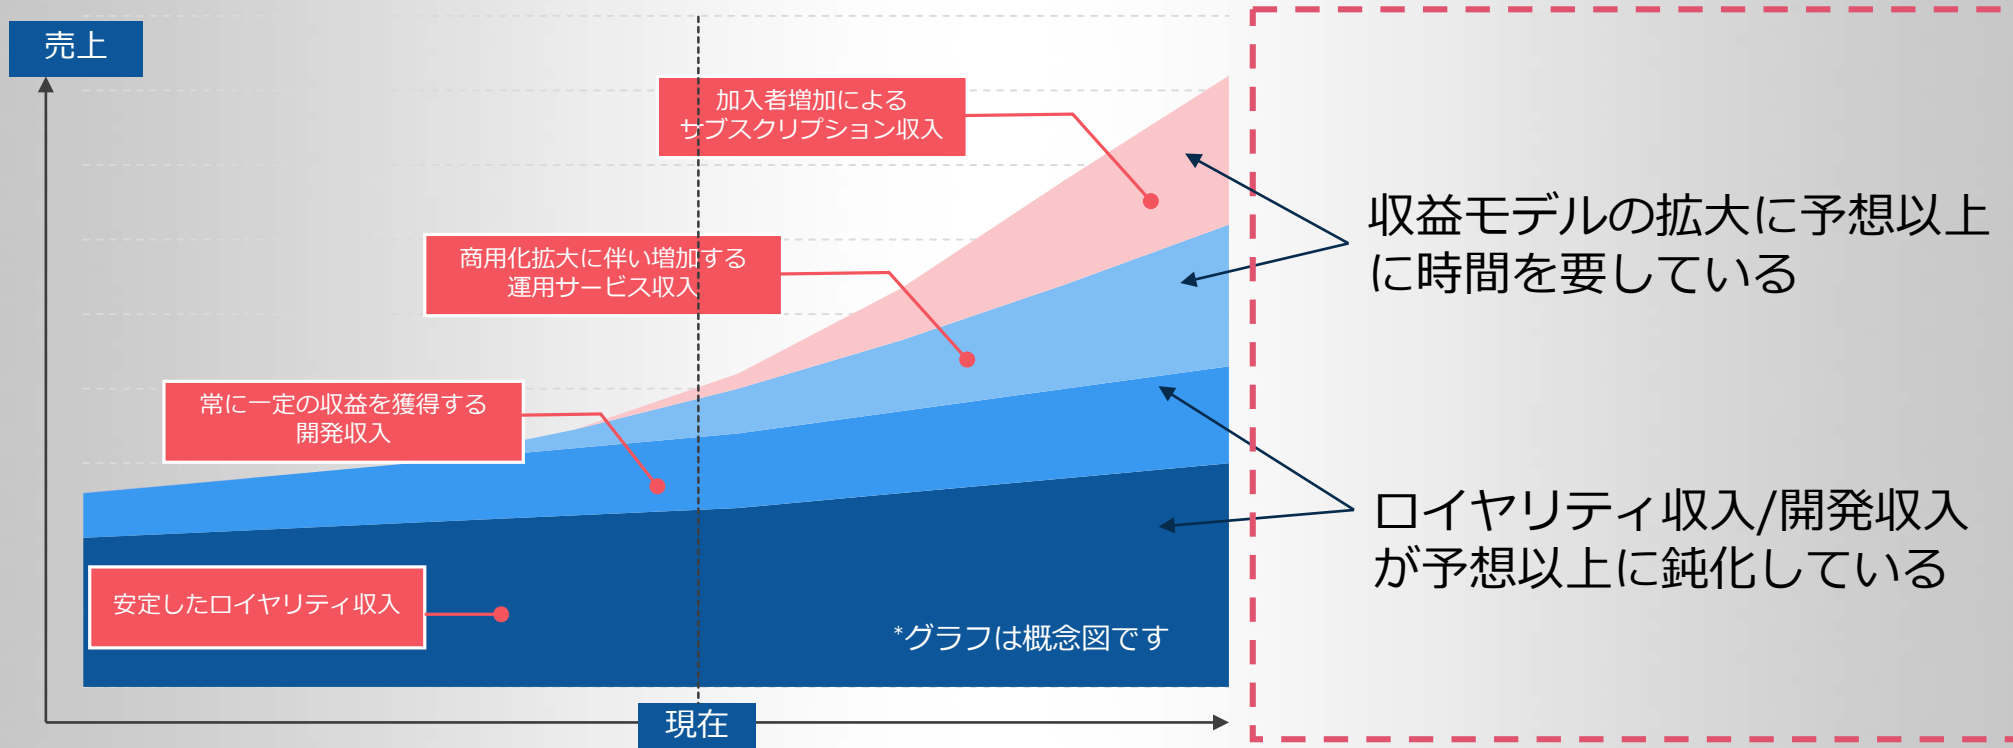 売上
加入者増加による
サブスクリプション収入
商用化拡大に伴い増加する
運用サービス収入
常に一定の収益を獲得する
開発収入
安定したロイヤリティ収入
*グラフは概念図です
現在
収益モデルの拡大に予想以上
に時間を要している
ロイヤリティ収入/開発収入
が予想以上に鈍化している